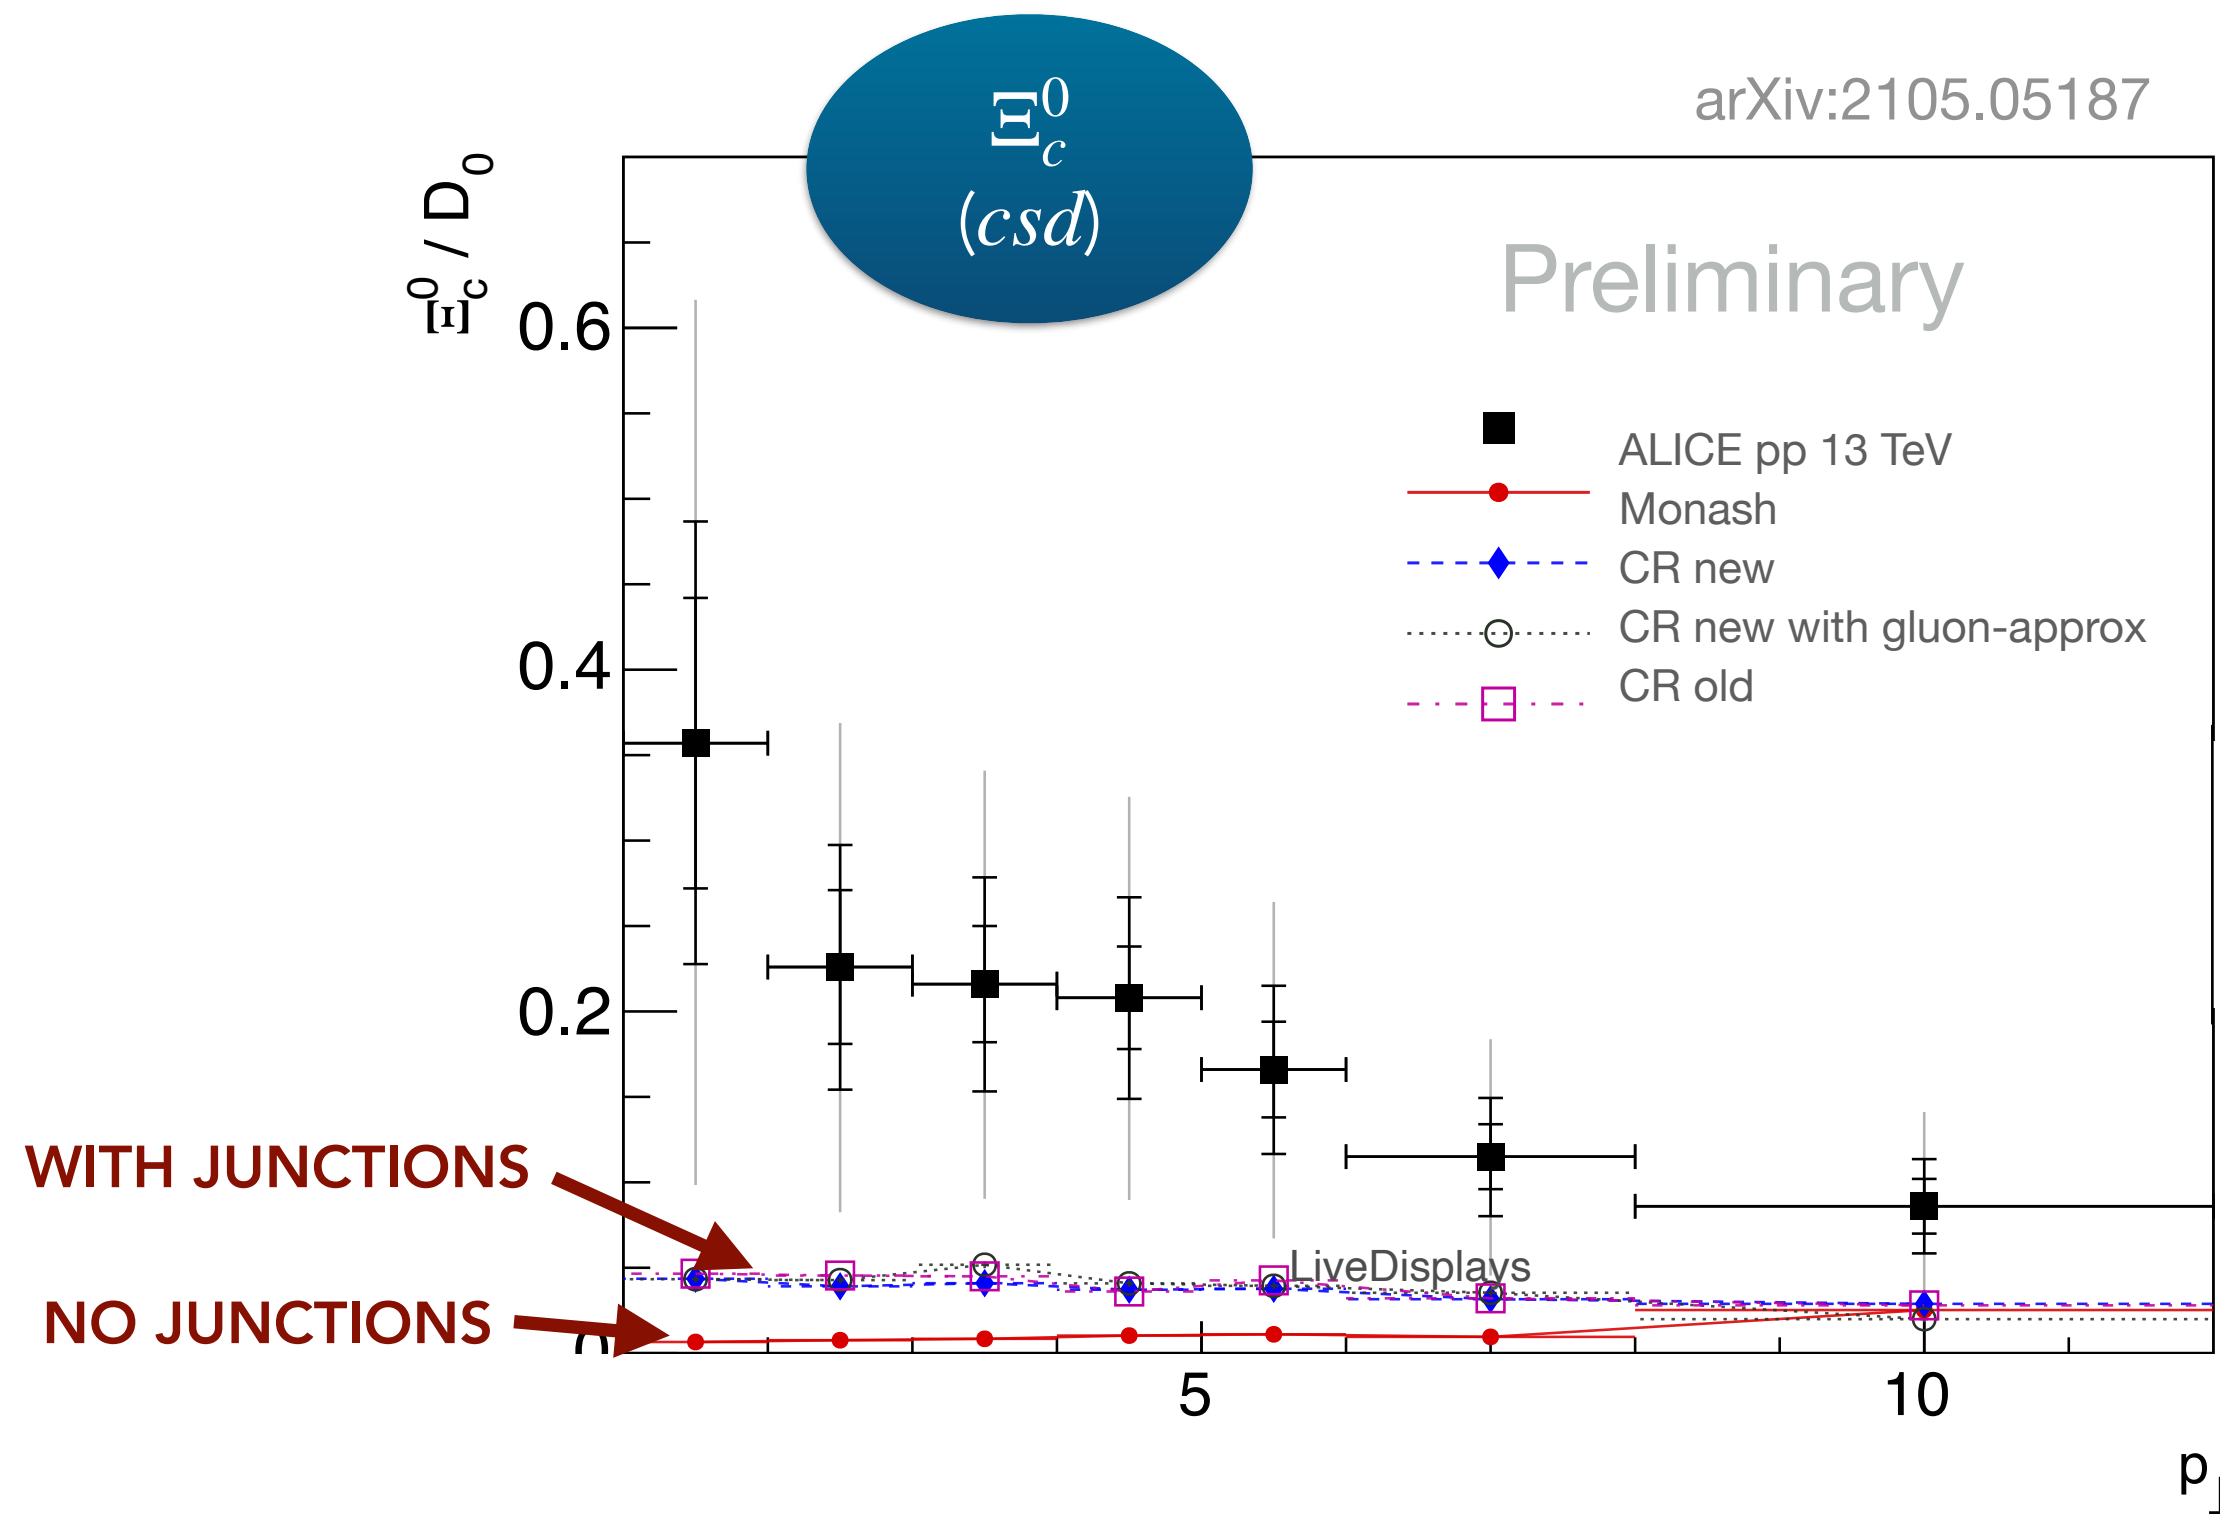 Ξ_c^0
(csd)
arXiv:2105.05187
Ξ_c^0 / D_0
Preliminary
0.6
ALICE pp 13 TeV
Monash
CR new
CR new with gluon-approx
CR old
0.4
0.2
WITH JUNCTIONS
LiveDisplays
NO JUNCTIONS
0
5
10
p